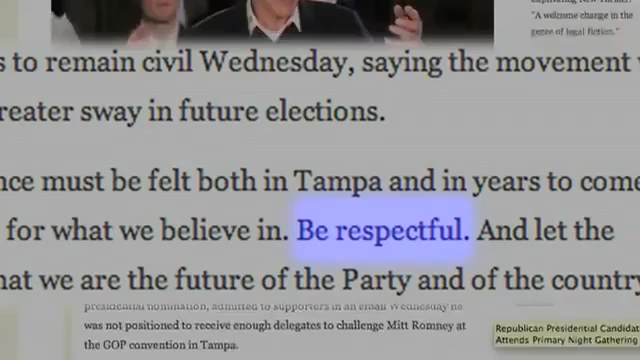 "A welcome change in the
genre of legal fiction."
s to remain civil Wednesday, saying the movement
reater sway in future elections.
nce must be felt both in Tampa and in years to come
for what we believe in. Be respectful. And let the
hat we are the future of the Party and of the country
presidential nomination, admitted to supporters in an email Wednesday he
was not positioned to receive enough delegates to challenge Mitt Romney at
the GOP convention in Tampa.
Republican Presidential Candidat
Attends Primary Night Gathering